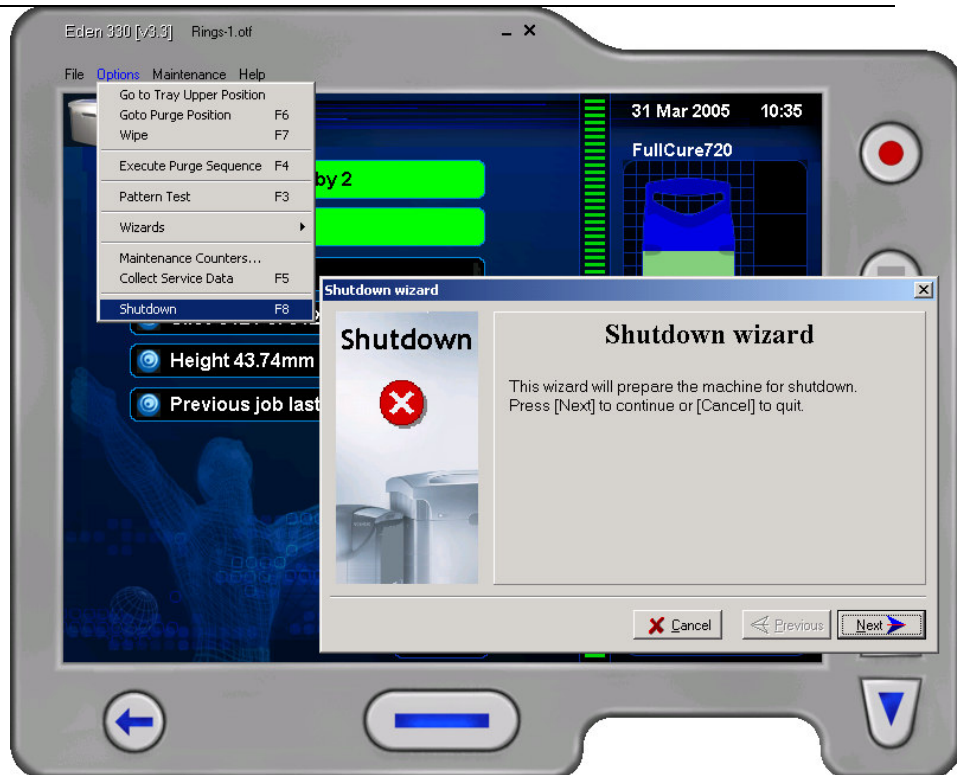 Eden 330 [v3.3] Rings-1.otf
File Options Maintenance Help
Go to Tray Upper Position
Goto Purge Position F6
Wipe F7
Execute Purge Sequence F4
Pattern Test F3
Wizards
Maintenance Counters...
Collect Service Data F5
Shutdown F8
31 Mar 2005 10:35
FullCure720
by 2
Height 43.74mm
Previous job last
Shutdown wizard
Shutdown
Shutdown wizard
This wizard will prepare the machine for shutdown.
Press [Next] to continue or [Cancel] to quit.
Cancel Previous Next